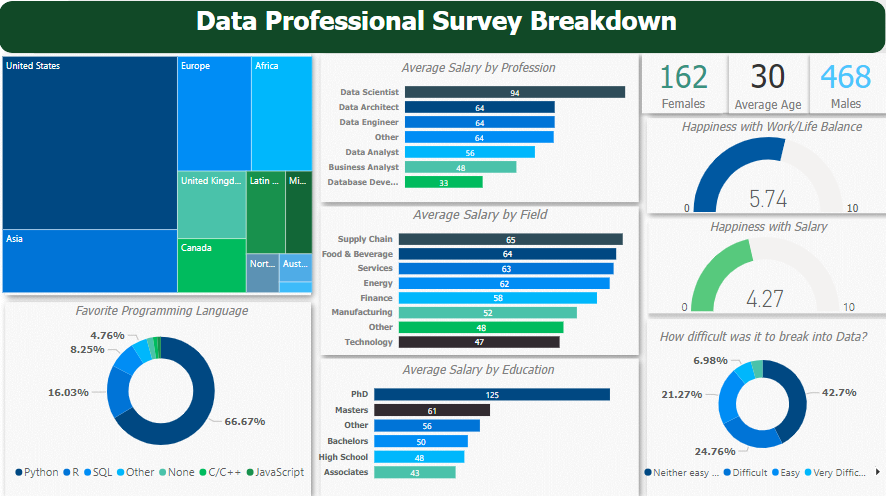 Data Professional Survey Breakdown
United States
Europe
Africa
United Kingd...
Latin ...
Mi...
Asia
Canada
Nort...
Aust...
Average Salary by Profession
Data Scientist 94
Data Architect 64
Data Engineer 64
Other 64
Data Analyst 56
Business Analyst 48
Database Deve... 33
162
Females
30
Average Age
468
Males
Happiness with Work/Life Balance
5.74
0 10
Average Salary by Field
Supply Chain 65
Food & Beverage 64
Services 63
Energy 62
Finance 58
Manufacturing 52
Other 48
Technology 47
Happiness with Salary
4.27
0 10
Favorite Programming Language
4.76%
8.25%
16.03%
66.67%
Python R SQL Other None C/C++ JavaScript
Average Salary by Education
PhD 125
Masters 61
Other 56
Bachelors 50
High School 48
Associates 43
How difficult was it to break into Data?
6.98%
21.27%
42.7%
24.76%
Neither easy ... Difficult Easy Very Diffic...